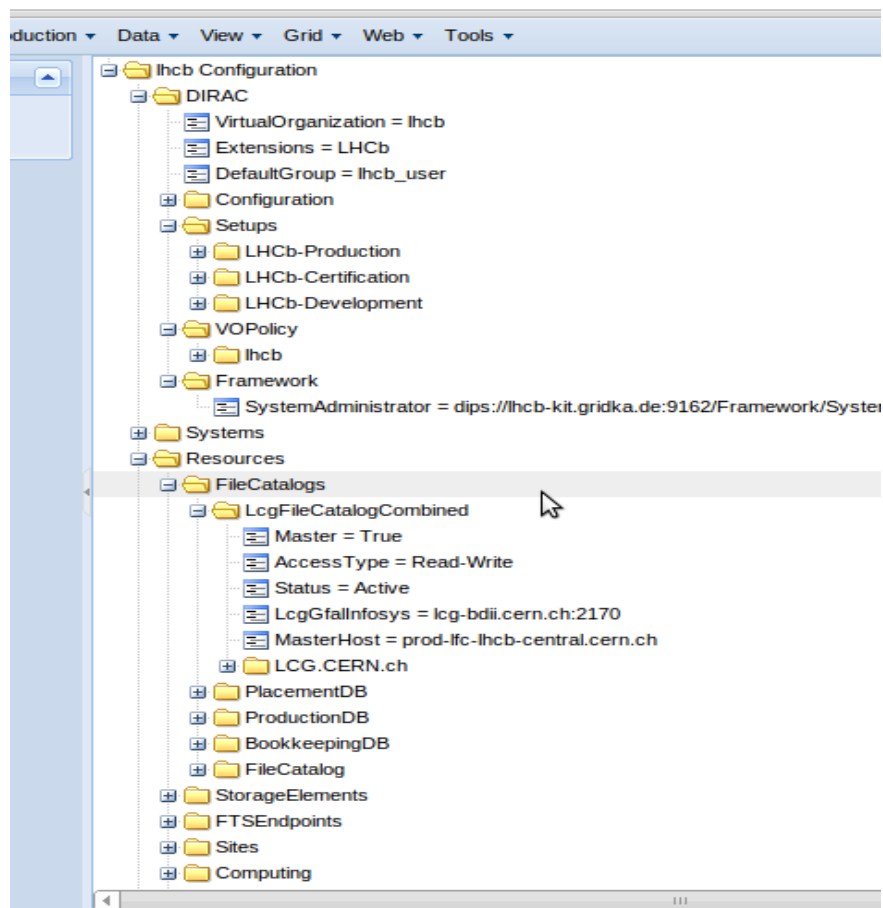 duction Data View Grid Web Tools
lhcb Configuration
DIRAC
VirtualOrganization = lhcb
Extensions = LHCb
DefaultGroup = lhcb_user
Configuration
Setups
LHCb-Production
LHCb-Certification
LHCb-Development
VOPolicy
lhcb
Framework
SystemAdministrator = dips://lhcb-kit.gridka.de:9162/Framework/System
Systems
Resources
FileCatalogs
LcgFileCatalogCombined
Master = True
AccessType = Read-Write
Status = Active
LcgGfalInfosys = lcg-bdii.cern.ch:2170
MasterHost = prod-lfc-lhcb-central.cern.ch
LCG.CERN.ch
PlacementDB
ProductionDB
BookkeepingDB
FileCatalog
StorageElements
FTSEndpoints
Sites
Computing